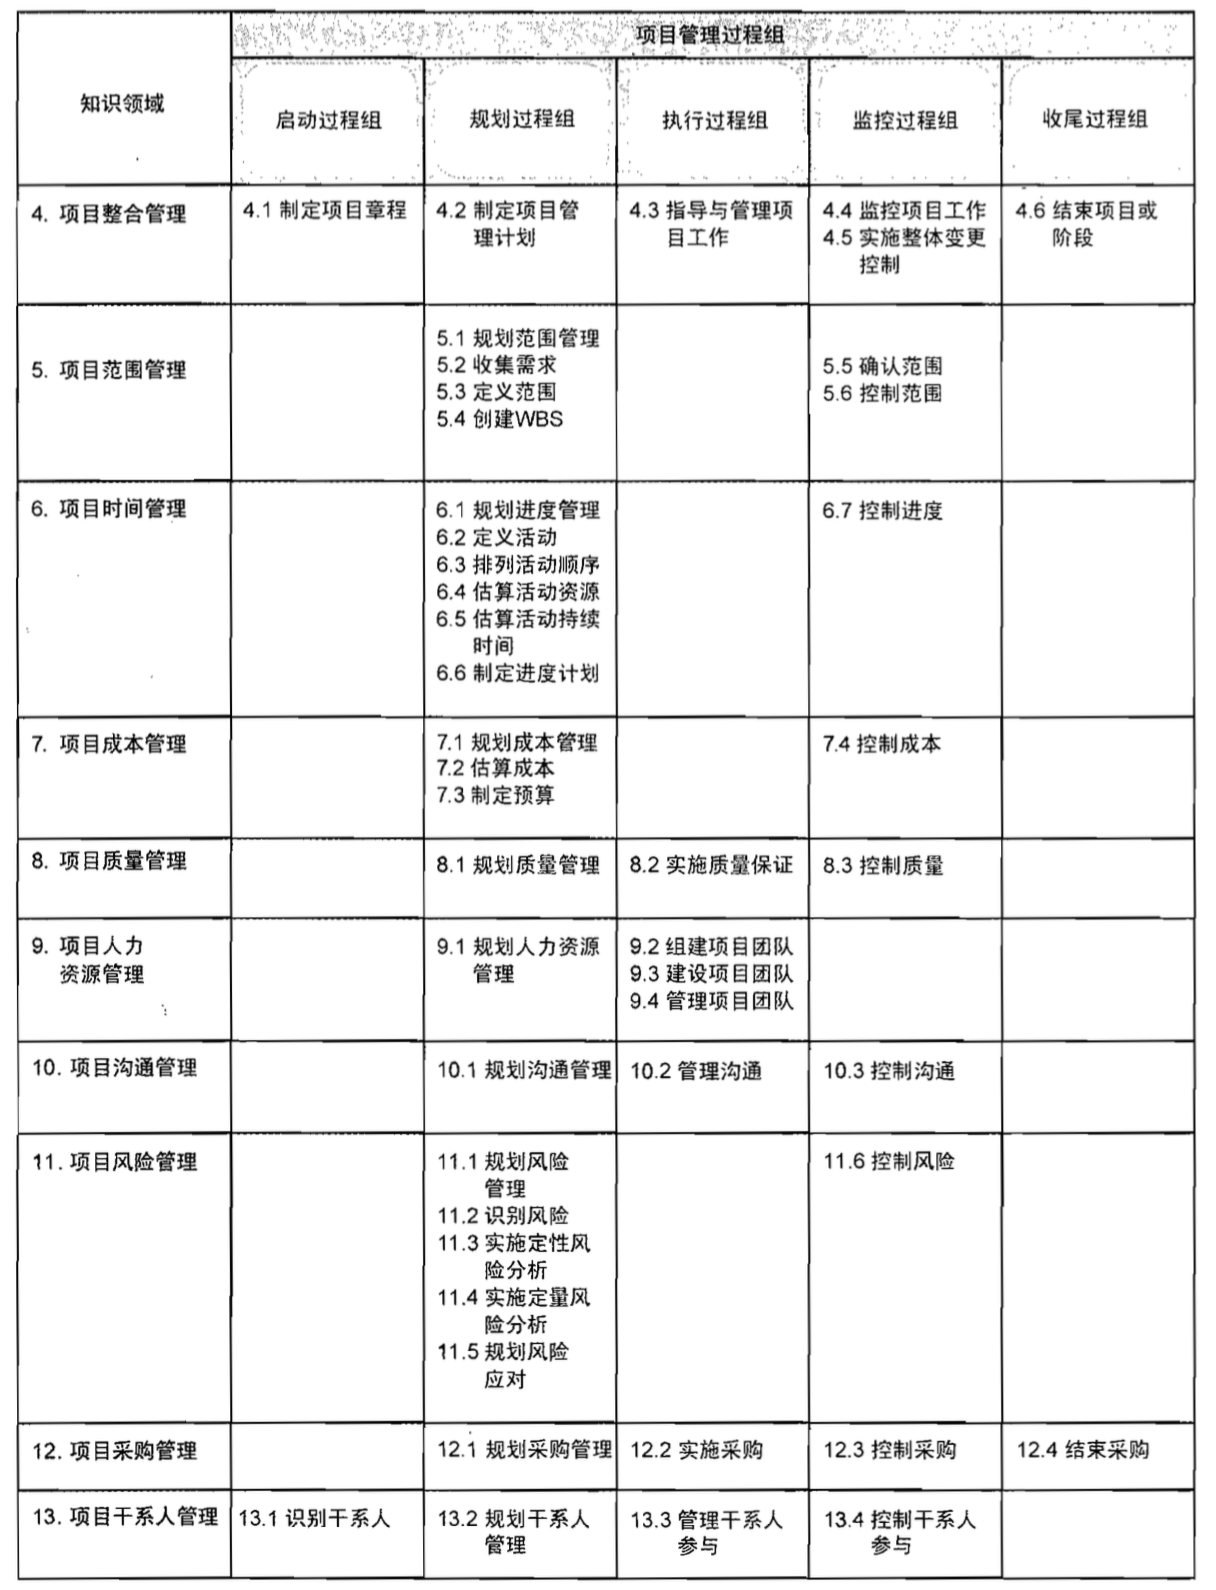 项目管理过程组
知识领域
启动过程组
规划过程组
执行过程组
监控过程组
收尾过程组
4. 项目整合管理
4.1 制定项目章程
4.2 制定项目管
理计划
4.3 指导与管理项
目工作
4.4 监控项目工作
4.5 实施整体变更
控制
4.6 结束项目或
阶段
5. 项目范围管理
5.1 规划范围管理
5.2 收集需求
5.3 定义范围
5.4 创建WBS
5.5 确认范围
5.6 控制范围
6. 项目时间管理
6.1 规划进度管理
6.2 定义活动
6.3 排列活动顺序
6.4 估算活动资源
6.5 估算活动持续
时间
6.6 制定进度计划
6.7 控制进度
7. 项目成本管理
7.1 规划成本管理
7.2 估算成本
7.3 制定预算
7.4 控制成本
8. 项目质量管理
8.1 规划质量管理
8.2 实施质量保证
8.3 控制质量
9. 项目人力
资源管理
9.1 规划人力资源
管理
9.2 组建项目团队
9.3 建设项目团队
9.4 管理项目团队
10. 项目沟通管理
10.1 规划沟通管理
10.2 管理沟通
10.3 控制沟通
11. 项目风险管理
11.1 规划风险
管理
11.2 识别风险
11.3 实施定性风
险分析
11.4 实施定量风
险分析
11.5 规划风险
应对
11.6 控制风险
12. 项目采购管理
12.1 规划采购管理
12.2 实施采购
12.3 控制采购
12.4 结束采购
13. 项目干系人管理
13.1 识别干系人
13.2 规划干系人
管理
13.3 管理干系人
参与
13.4 控制干系人
参与